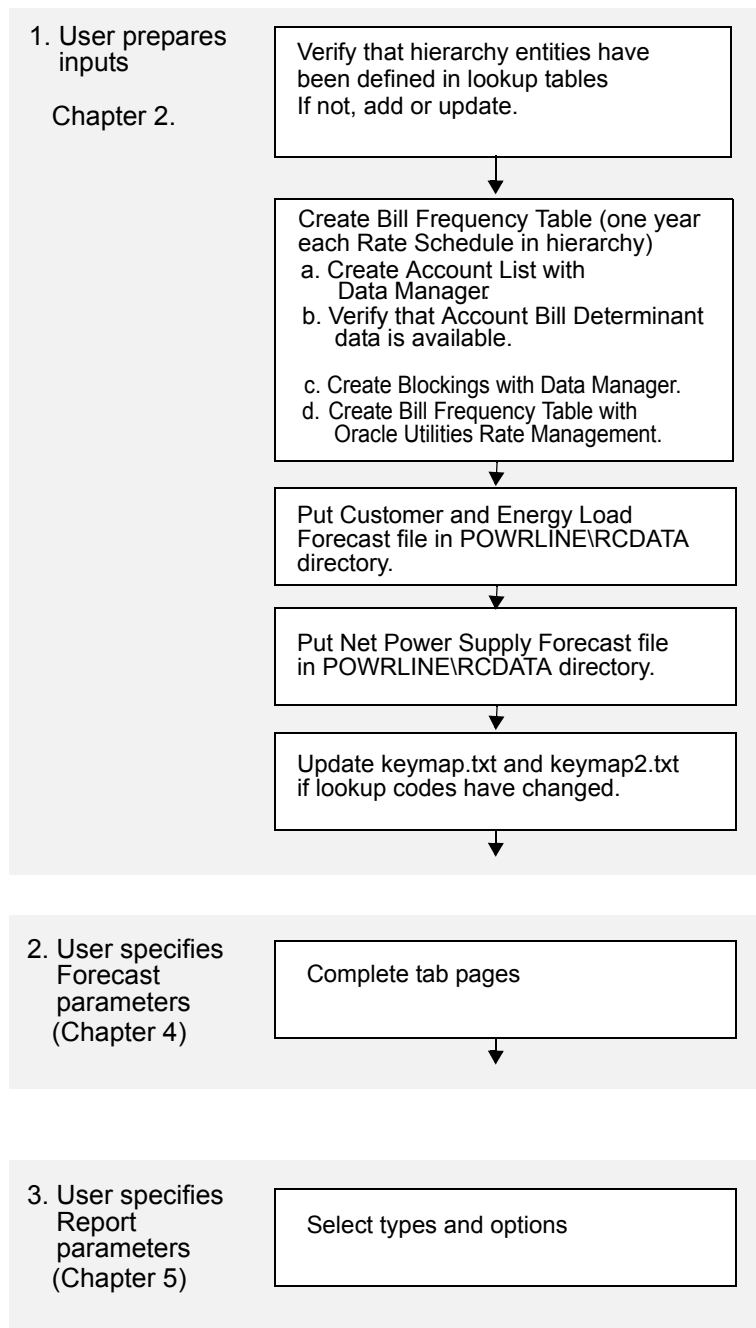 1. User prepares
inputs
Chapter 2.
Verify that hierarchy entities have
been defined in lookup tables
If not, add or update.
Create Bill Frequency Table (one year
each Rate Schedule in hierarchy)
a. Create Account List with
Data Manager.
b. Verify that Account Bill Determinant
data is available.
c. Create Blockings with Data Manager.
d. Create Bill Frequency Table with
Oracle Utilities Rate Management.
Put Customer and Energy Load
Forecast file in POWRLINE\RCDATA
directory.
Put Net Power Supply Forecast file
in POWRLINE\RCDATA directory.
Update keymap.txt and keymap2.txt
if lookup codes have changed.
2. User specifies
Forecast
parameters
(Chapter 4)
Complete tab pages
3. User specifies
Report
parameters
(Chapter 5)
Select types and options